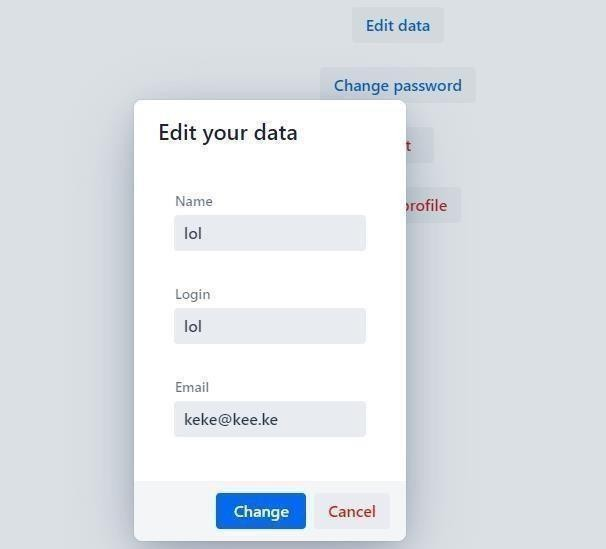 Edit data
Change password
Edit your data
Name
lol
Login
lol
Email
keke@kee.ke
Change
Cancel